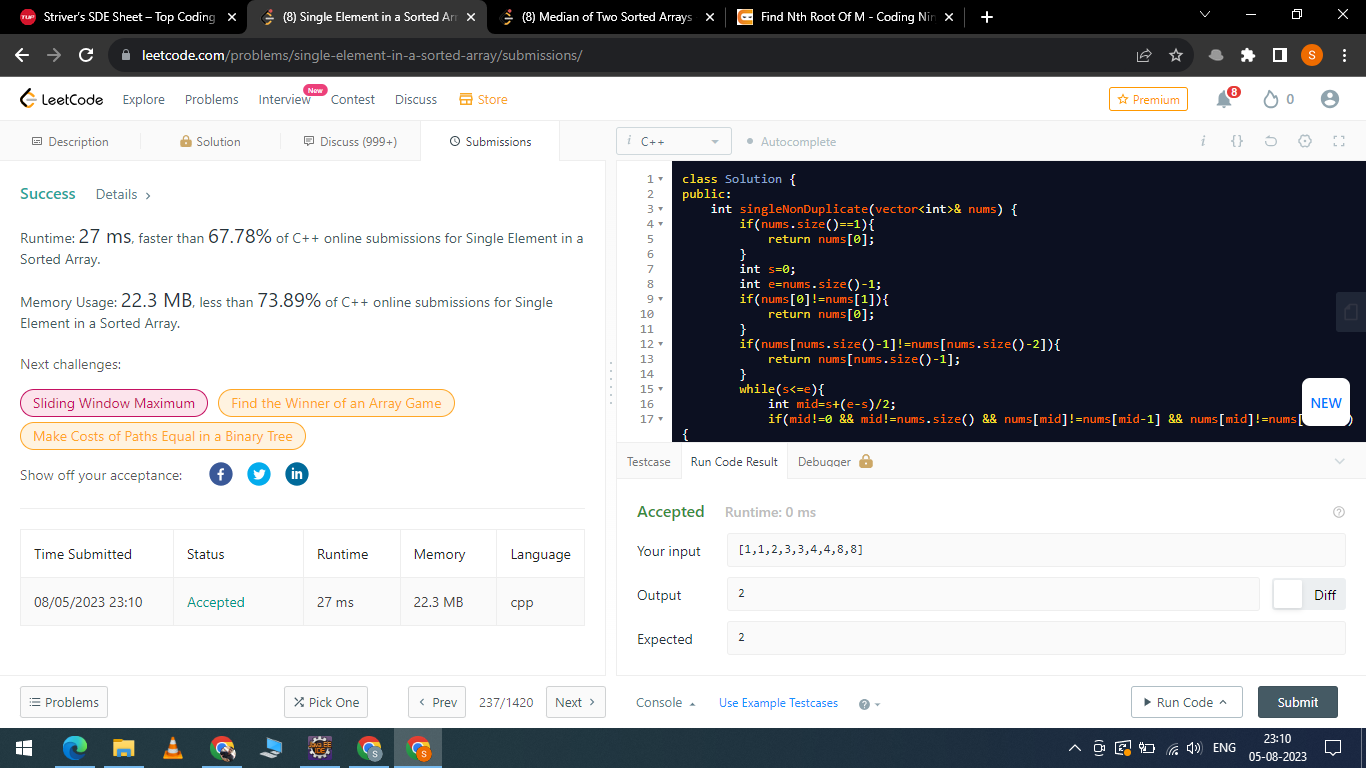 Striver's SDE Sheet – Top Coding
(8) Single Element in a Sorted Ar
(8) Median of Two Sorted Arrays
Find Nth Root Of M - Coding Nin
leetcode.com/problems/single-element-in-a-sorted-array/submissions/
S
LeetCode
Explore
Problems
Interview
New
Contest
Discuss
Store
Premium
8
0
Description
Solution
Discuss (999+)
Submissions
i C++
Autocomplete
i {}
Success
Details >
Runtime: 27 ms, faster than 67.78% of C++ online submissions for Single Element in a
Sorted Array.
Memory Usage: 22.3 MB, less than 73.89% of C++ online submissions for Single
Element in a Sorted Array.
Next challenges:
Sliding Window Maximum
Find the Winner of an Array Game
Make Costs of Paths Equal in a Binary Tree
Show off your acceptance:
Time Submitted Status Runtime Memory Language
08/05/2023 23:10 Accepted 27 ms 22.3 MB cpp
Problems
Pick One
Prev
237/1420
Next
1 class Solution {
2 public:
3 int singleNonDuplicate(vector<int>& nums) {
4 if(nums.size()==1){
5 return nums[0];
6 }
7 int s=0;
8 int e=nums.size()-1;
9 if(nums[0]!=nums[1]){
10 return nums[0];
11 }
12 if(nums[nums.size()-1]!=nums[nums.size()-2]){
13 return nums[nums.size()-1];
14 }
15 while(s<=e){
16 int mid=s+(e-s)/2;
17 if(mid!=0 && mid!=nums.size() && nums[mid]!=nums[mid-1] && nums[mid]!=nums[
{
NEW
Testcase
Run Code Result
Debugger
Accepted
Runtime: 0 ms
Your input
[1,1,2,3,3,4,4,8,8]
Output
2
Diff
Expected
2
Console
Use Example Testcases
Run Code
Submit
ENG
23:10
05-08-2023